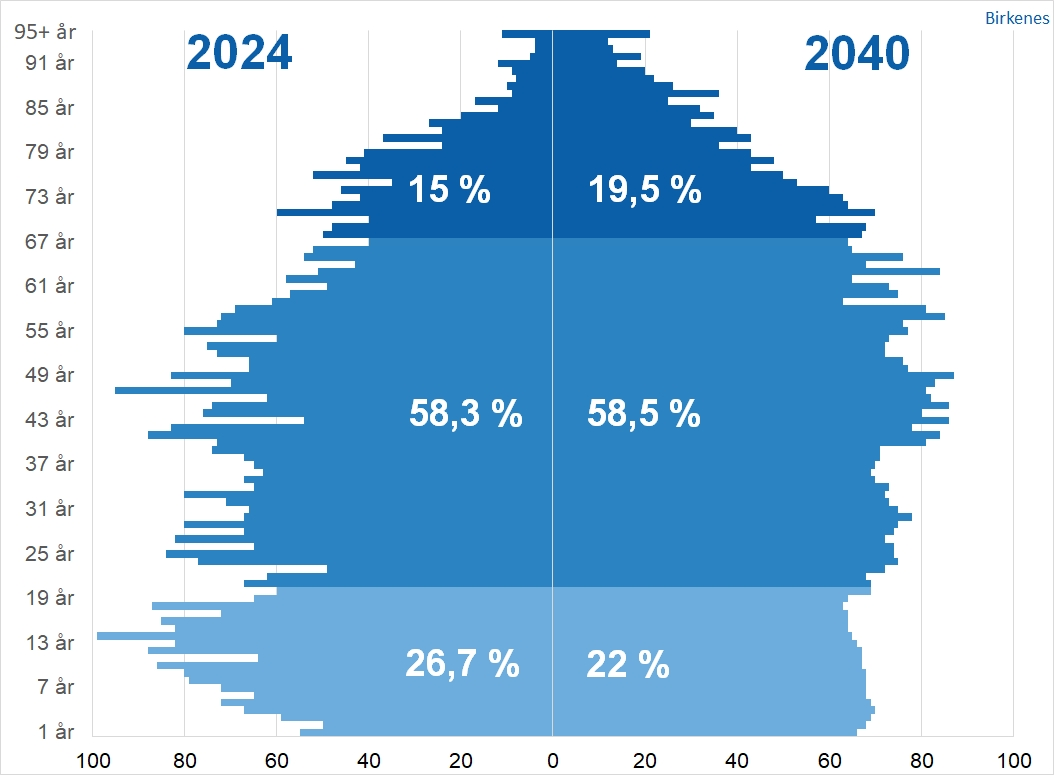 Birkenes
2024
2040
95+ år
91 år
85 år
79 år
73 år
67 år
61 år
55 år
49 år
43 år
37 år
31 år
25 år
19 år
13 år
7 år
1 år
15 %
19,5 %
58,3 %
58,5 %
26,7 %
22 %
100 80 60 40 20 0 20 40 60 80 100